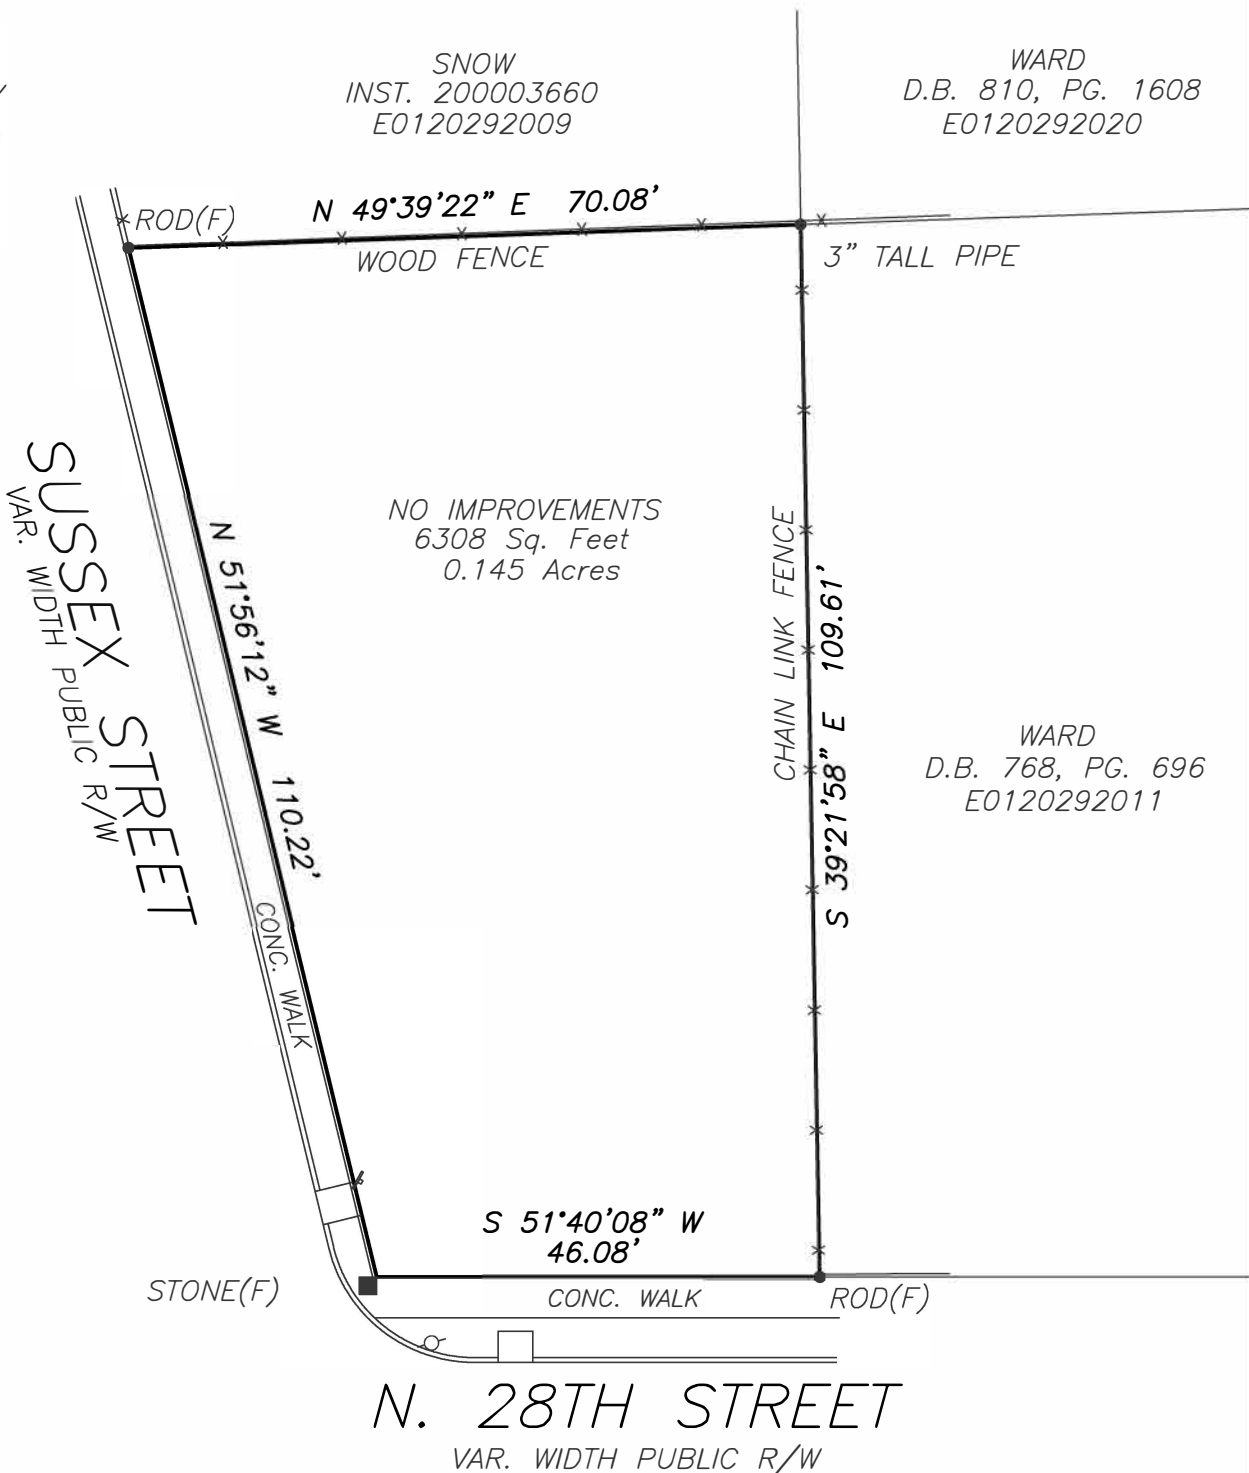 SNOW
INST. 200003660
E0120292009
WARD
D.B. 810, PG. 1608
E0120292020
ROD(F)
N 49°39'22" E 70.08'
WOOD FENCE
3" TALL PIPE
SUSSEX STREET
VAR. WIDTH PUBLIC R/W
N 51°56'12" W 110.22'
CONC. WALK
NO IMPROVEMENTS
6308 Sq. Feet
0.145 Acres
CHAIN LINK FENCE
S 39°21'58" E 109.61'
WARD
D.B. 768, PG. 696
E0120292011
S 51°40'08" W
46.08'
STONE(F)
CONC. WALK
ROD(F)
N. 28TH STREET
VAR. WIDTH PUBLIC R/W